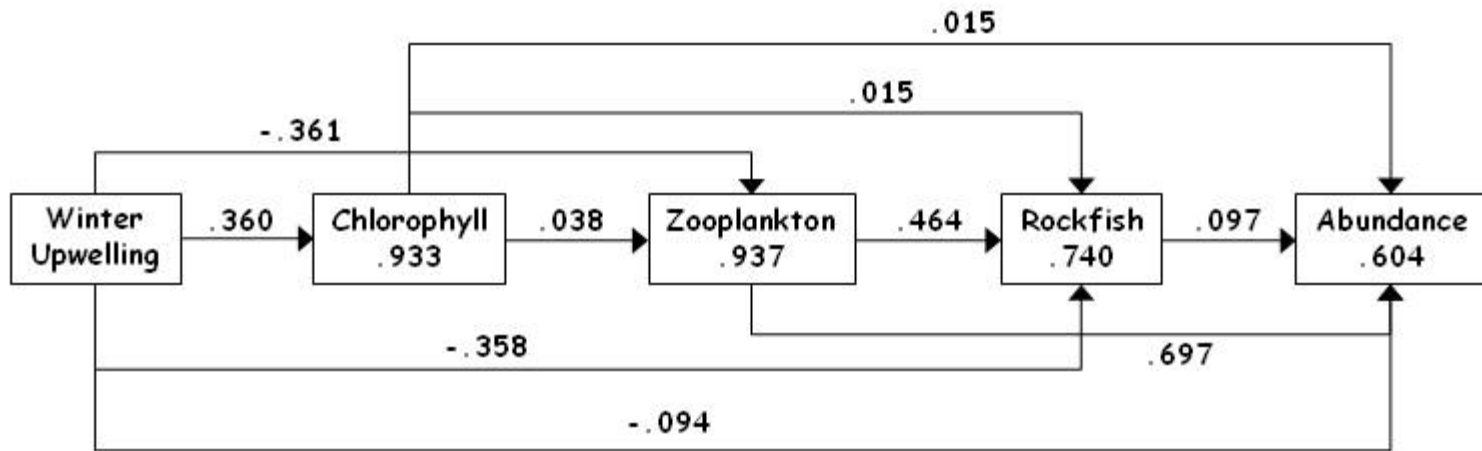 .015
.015
-.361
Winter
Upwelling
.360
Chlorophyll
.933
.038
Zooplankton
.937
.464
Rockfish
.740
.097
Abundance
.604
-.358
.697
-.094